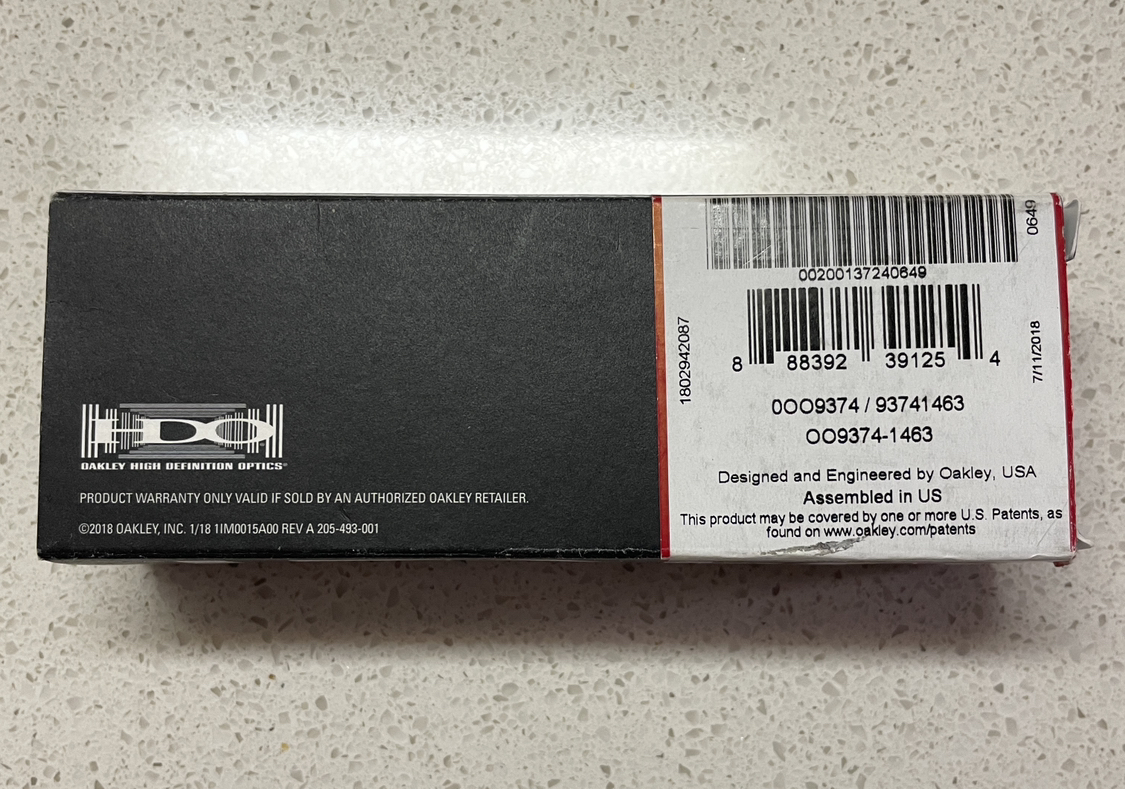 HDO
OAKLEY HIGH DEFINITION OPTICS®
PRODUCT WARRANTY ONLY VALID IF SOLD BY AN AUTHORIZED OAKLEY RETAILER.
©2018 OAKLEY, INC. 1/18 1IM0015A00 REV A 205-493-001
0649
00200137240649
1802942087
8 88392 39125 4
7/11/2018
0OO9374 / 93741463
OO9374-1463
Designed and Engineered by Oakley, USA
Assembled in US
This product may be covered by one or more U.S. Patents, as
found on www.oakley.com/patents